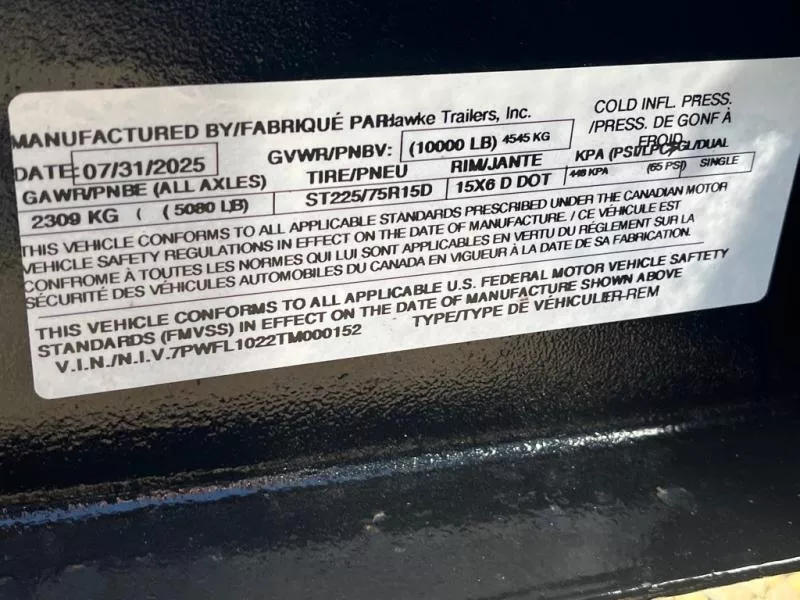 MANUFACTURED BY/FABRIQUÉ PAR Hawke Trailers, Inc.
COLD INFL. PRESS.
/PRESS. DE GONF À
FROID
DATE: 07/31/2025 GVWR/PNBV: (10000 LB) 4545 KG
GAWR/PNBE (ALL AXLES) TIRE/PNEU RIM/JANTE KPA (PSI/LPC) SGL/DUAL
2309 KG ( ( 5080 LB) ST225/75R15D 15X6 D DOT 448 KPA (65 PSI) SINGLE
THIS VEHICLE CONFORMS TO ALL APPLICABLE STANDARDS PRESCRIBED UNDER THE CANADIAN MOTOR
VEHICLE SAFETY REGULATIONS IN EFFECT ON THE DATE OF MANUFACTURE. / CE VÉHICULE EST
CONFROME À TOUTES LES NORMES QUI LUI SONT APPLICABLES EN VERTU DU RÉGLEMENT SUR LA
SÉCURITÉ DES VÉHICULES AUTOMOBILES DU CANADA EN VIGUEUR À LA DATE DE SA FABRICATION.
THIS VEHICLE CONFORMS TO ALL APPLICABLE U.S. FEDERAL MOTOR VEHICLE SAFETY
STANDARDS (FMVSS) IN EFFECT ON THE DATE OF MANUFACTURE SHOWN ABOVE
V.I.N./N.I.V.7PWFL1022TM000152 TYPE/TYPE DE VÉHICULE